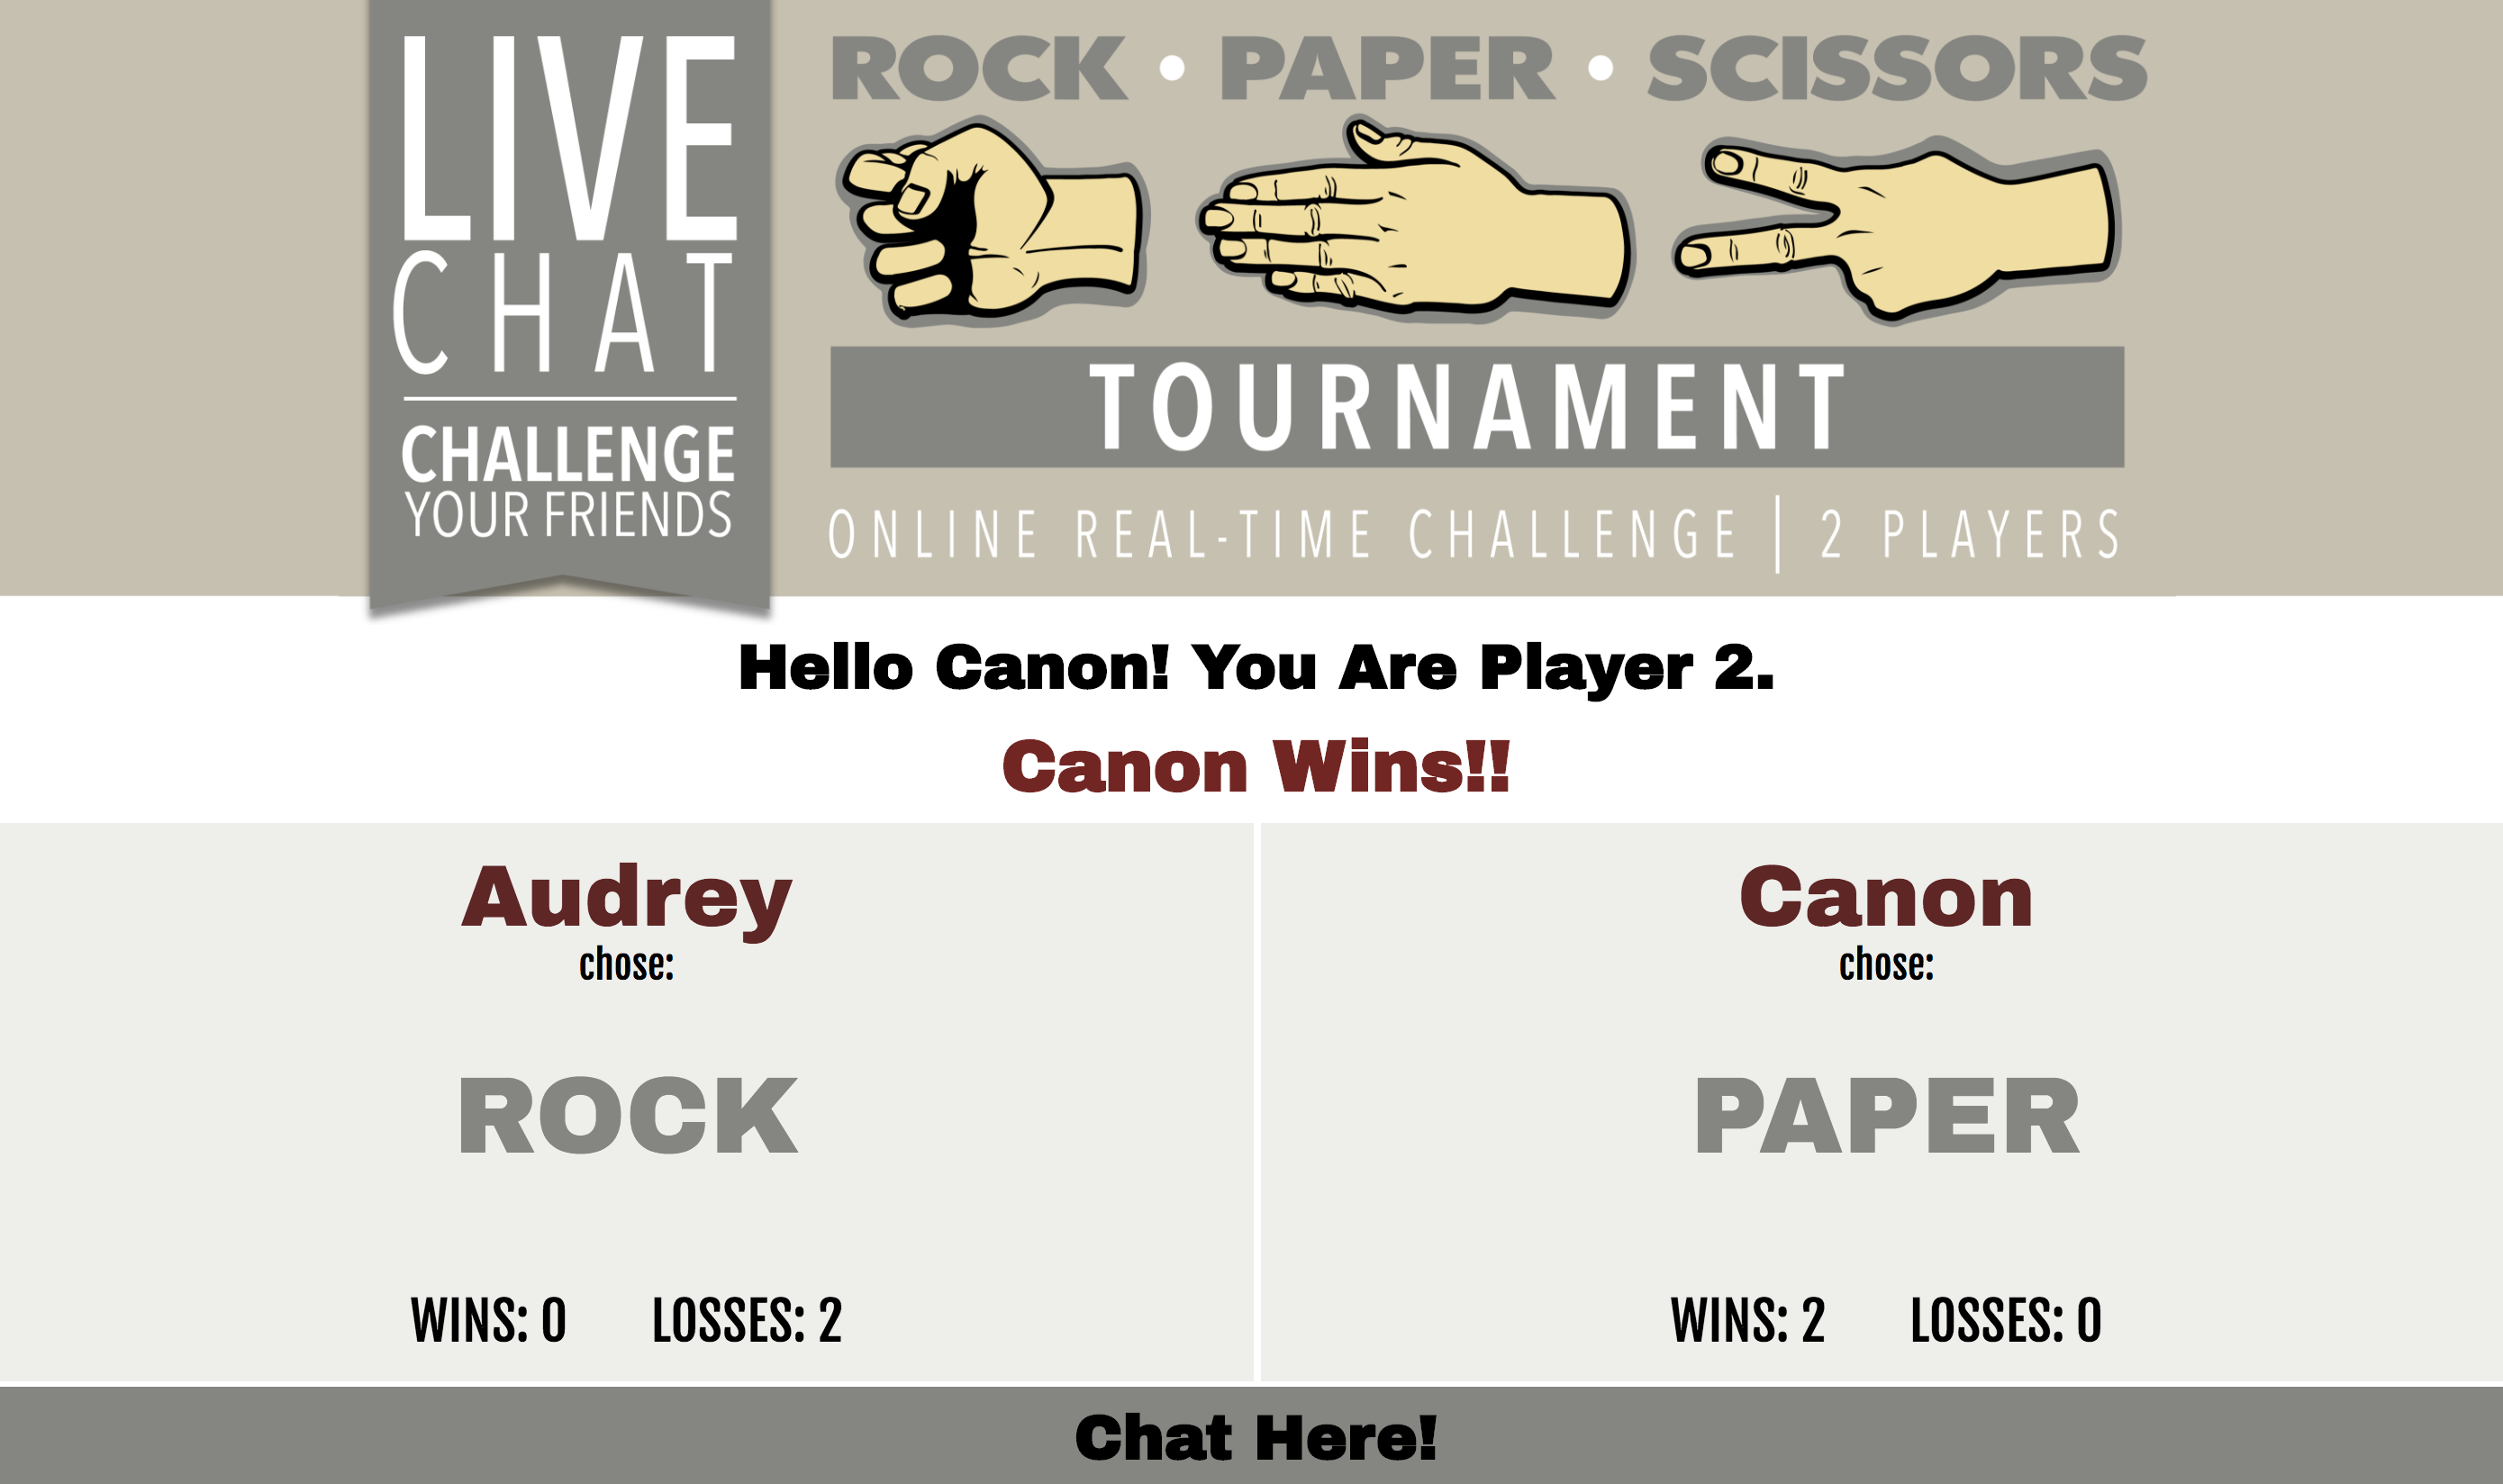 LIVE
CHAT
CHALLENGE
YOUR FRIENDS
ROCK • PAPER • SCISSORS
TOURNAMENT
ONLINE REAL-TIME CHALLENGE | 2 PLAYERS
Hello Canon! You Are Player 2.
Canon Wins!!
Audrey
chose:
ROCK
WINS: 0 LOSSES: 2
Canon
chose:
PAPER
WINS: 2 LOSSES: 0
Chat Here!